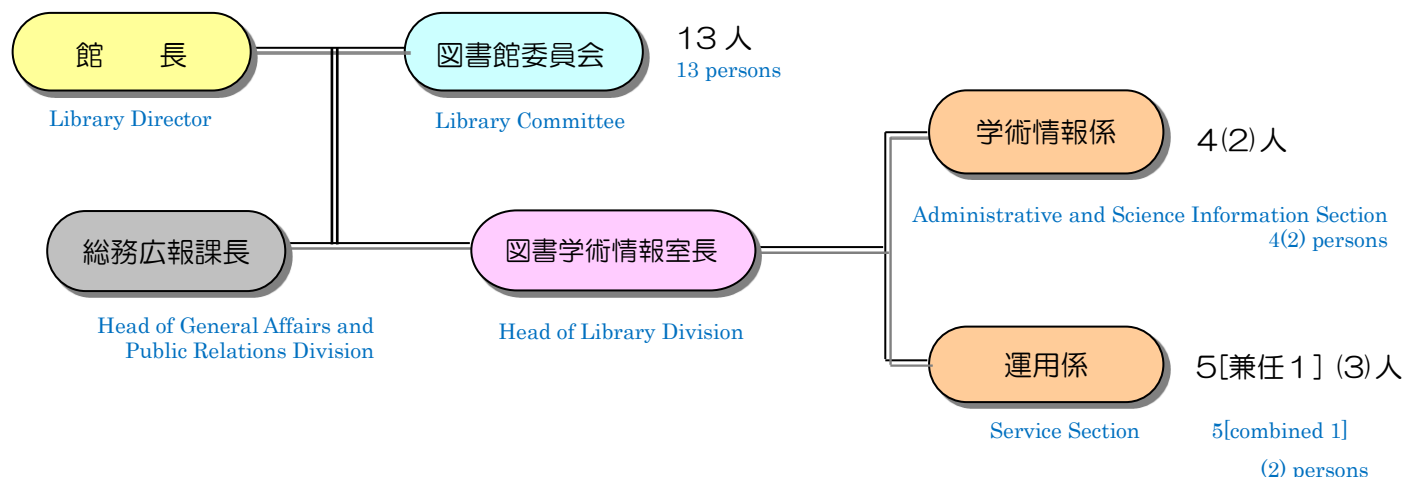 館　　長
Library Director
図書館委員会
Library Committee
13人
13 persons
総務広報課長
Head of General Affairs and
Public Relations Division
図書学術情報室長
Head of Library Division
学術情報係
4(2)人
Administrative and Science Information Section
4(2) persons
運用係
5[兼任１] (3)人
Service Section
5[combined 1]
(2) persons